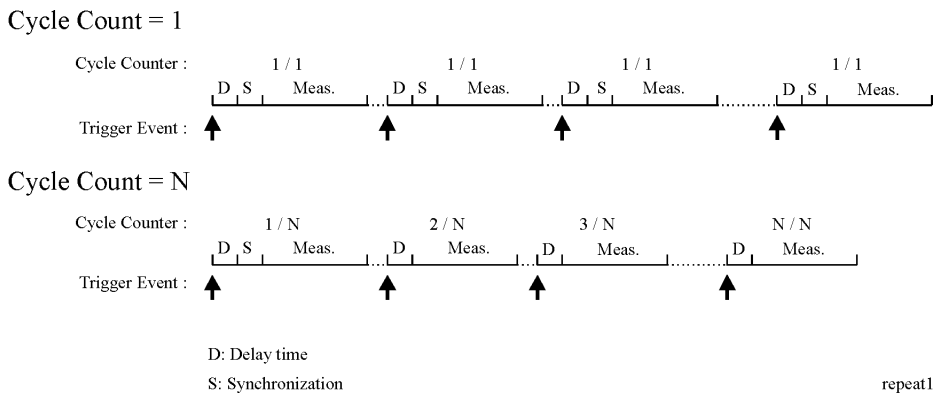 Cycle Count = 1
Cycle Counter : 1 / 1 1 / 1 1 / 1 1 / 1
D S Meas. D S Meas. D S Meas. D S Meas.
Trigger Event :
Cycle Count = N
Cycle Counter : 1 / N 2 / N 3 / N N / N
D S Meas. D Meas. D Meas. D Meas.
Trigger Event :
D: Delay time
S: Synchronization repeat1